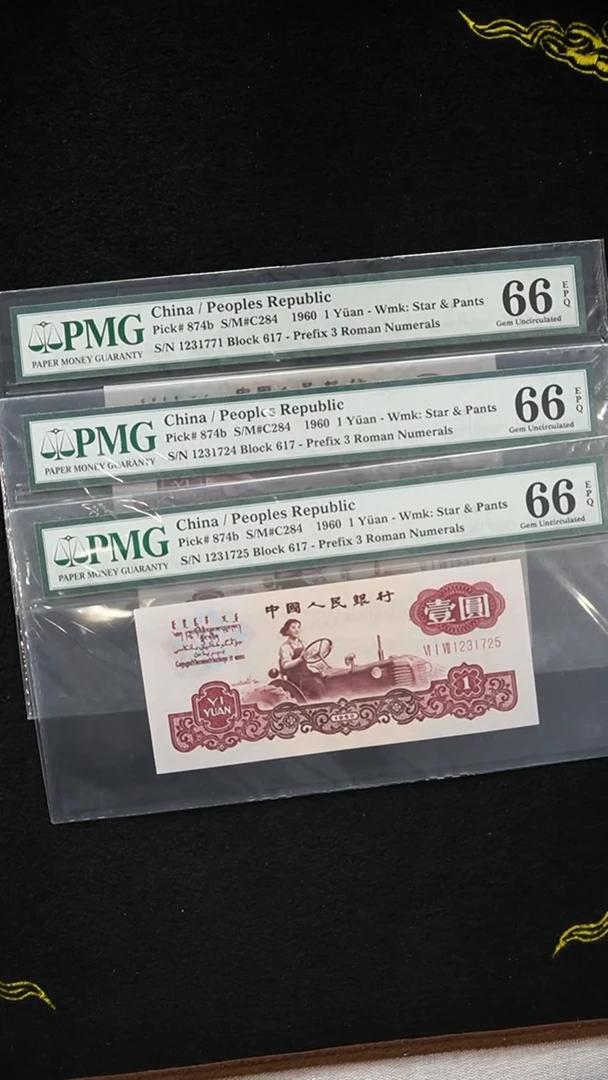 China / Peoples Republic
PMG
Pick# 874b S/M#C284 1960 1 Yüan - Wmk: Star & Pants
PAPER MONEY GUARANTY
S/N 1231771 Block 617 - Prefix 3 Roman Numerals
66 EPQ
Gem Uncirculated
China / Peoples Republic
PMG
Pick# 874b S/M#C284 1960 1 Yüan - Wmk: Star & Pants
PAPER MONEY GUARANTY
S/N 1231724 Block 617 - Prefix 3 Roman Numerals
66 EPQ
Gem Uncirculated
China / Peoples Republic
PMG
Pick# 874b S/M#C284 1960 1 Yüan - Wmk: Star & Pants
PAPER MONEY GUARANTY
S/N 1231725 Block 617 - Prefix 3 Roman Numerals
66 EPQ
Gem Uncirculated
中國人民銀行
壹圓
VI I VII 1231725
YI
YUAN
1960
1